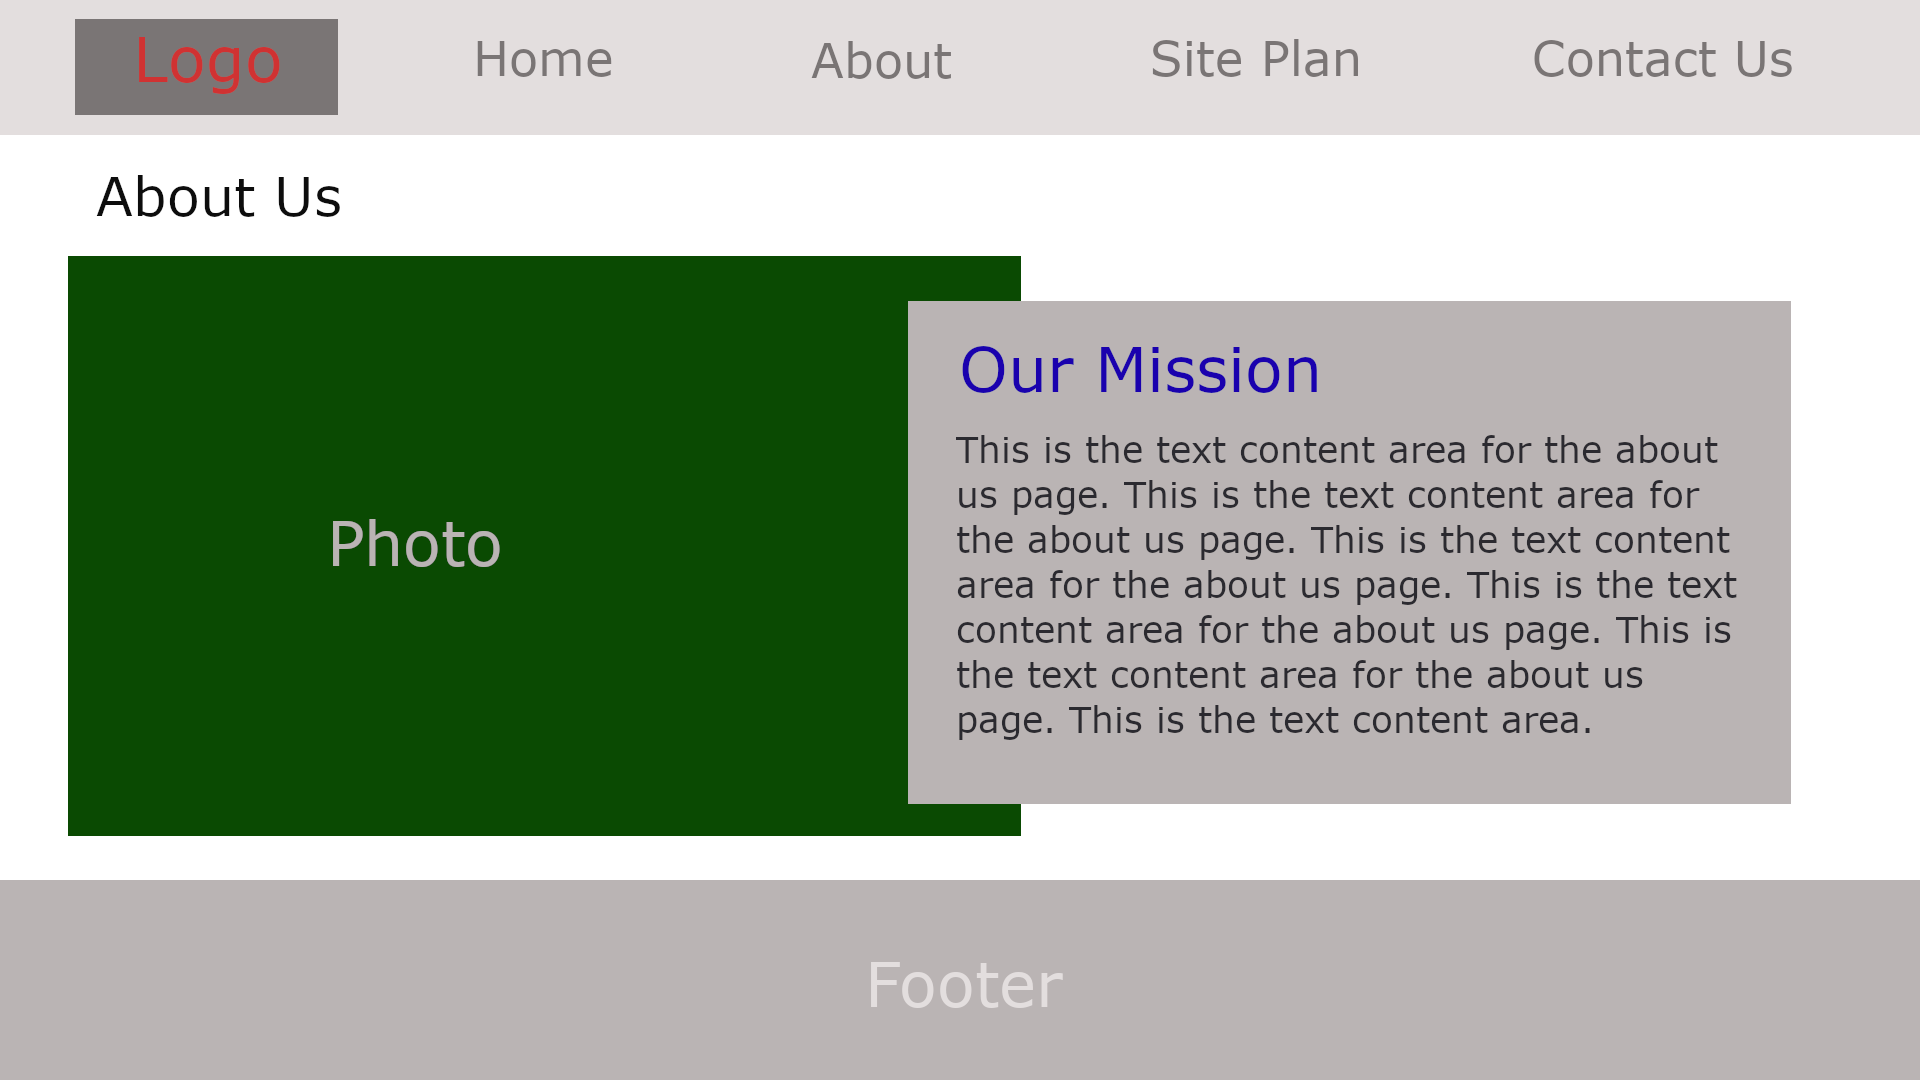 Logo
Home
About
Site Plan
Contact Us
About Us
Photo
Our Mission
This is the text content area for the about
us page. This is the text content area for
the about us page. This is the text content
area for the about us page. This is the text
content area for the about us page. This is
the text content area for the about us
page. This is the text content area.
Footer